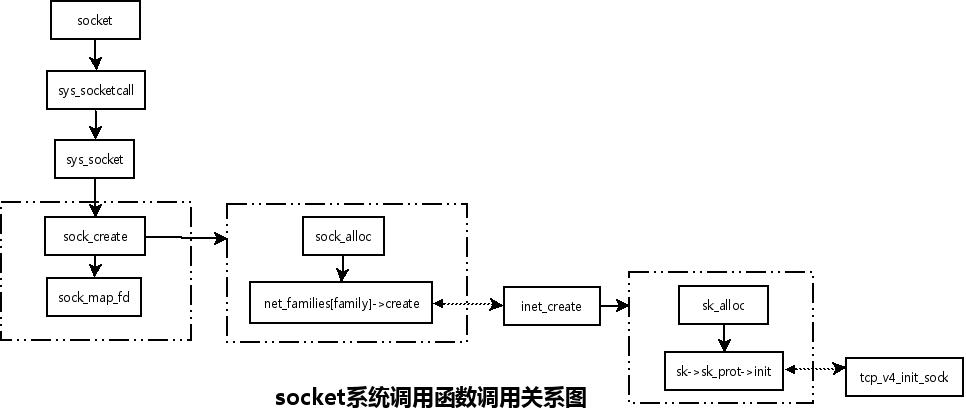 socket
sys_socketcall
sys_socket
sock_create
sock_map_fd
sock_alloc
net_families[family]->create
inet_create
sk_alloc
sk->sk_prot->init
tcp_v4_init_sock
socket系统调用函数调用关系图